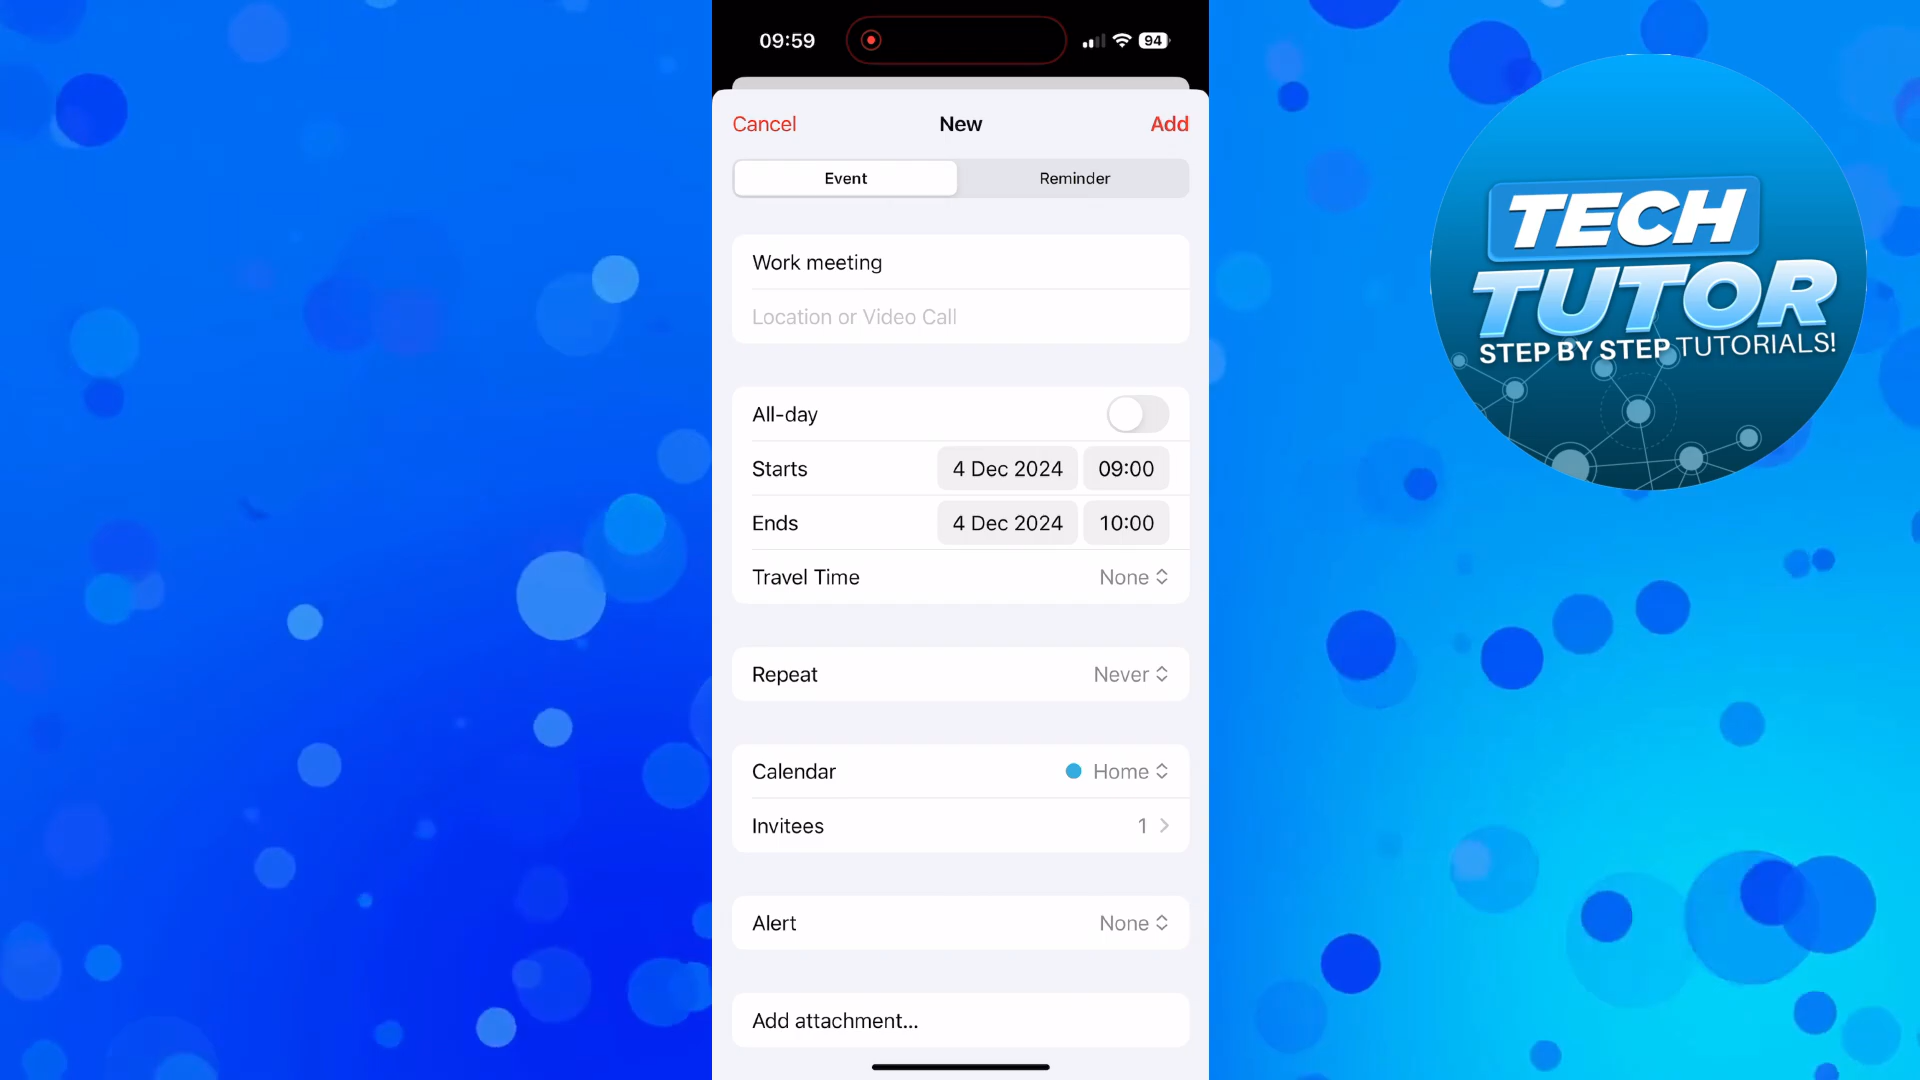 09:59
94
Cancel New Add
Event Reminder
Work meeting
Location or Video Call
All-day
Starts 4 Dec 2024 09:00
Ends 4 Dec 2024 10:00
Travel Time None
Repeat Never
Calendar Home
Invitees 1
Alert None
Add attachment...
TECH
TUTOR
STEP BY STEP TUTORIALS!